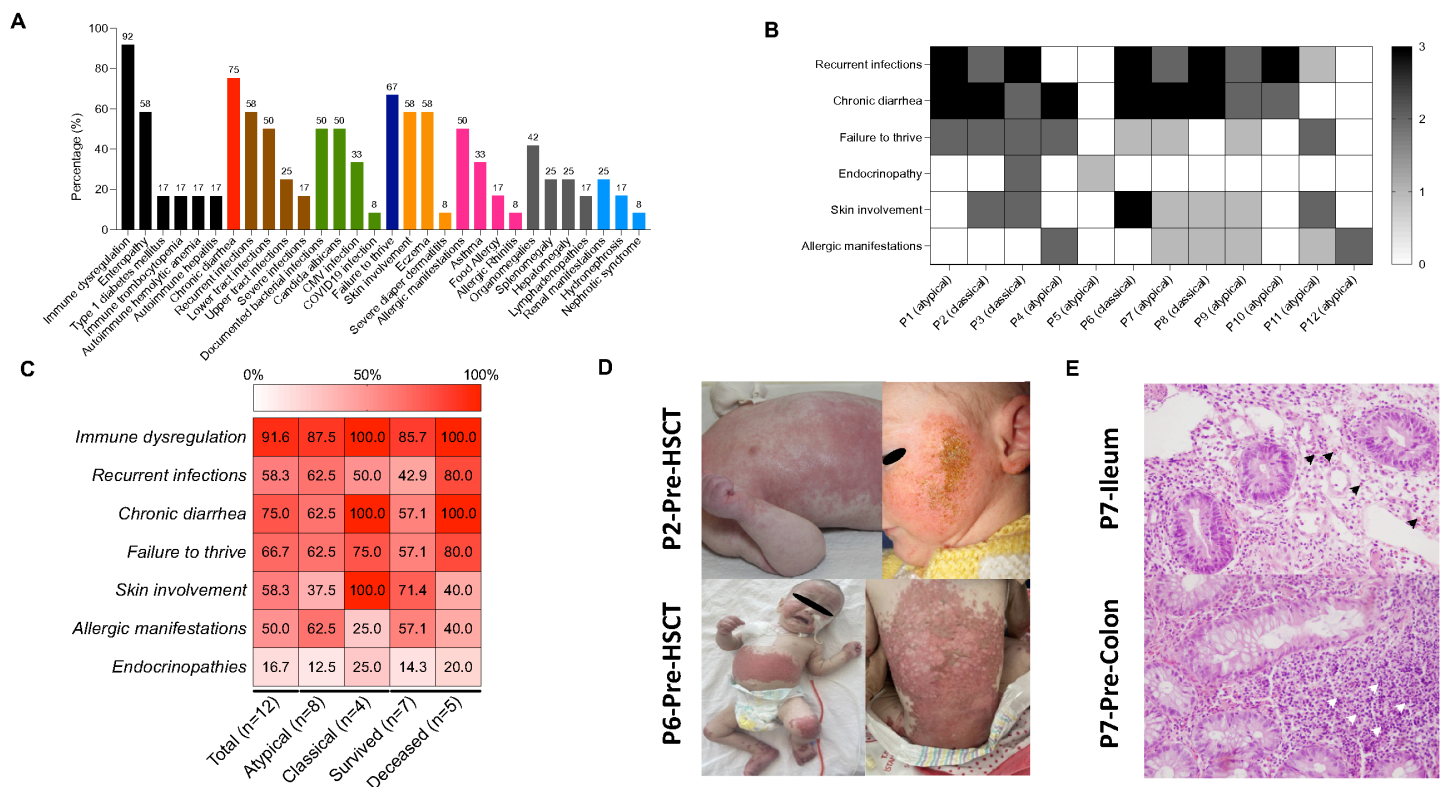 A
Percentage (%)
100
80
60
40
20
0
92
58
17
17
17
17
75
58
50
25
17
50
50
33
8
67
58
58
8
50
33
17
8
42
25
25
17
25
17
8
Immune dysregulation
Enteropathy
Type 1 diabetes mellitus
Immune trombocytopenia
Autoimmune hemolytic anemia
Autoimmune hepatitis
Chronic diarrhea
Recurrent infections
Lower tract infections
Upper tract infections
Severe infections
Documented bacterial infections
Candida albicans
CMV infection
COVID19 infection
Failure to thrive
Skin involvement
Eczema
Severe diaper dermatitits
Allergic manifestations
Asthma
Food Allergy
Allergic Rhinitis
Organomegalies
Splenomegaly
Hepatomegaly
Lymphadenopathies
Renal manifestations
Hydronephrosis
Nephrotic syndrome
B
Recurrent infections
Chronic diarrhea
Failure to thrive
Endocrinopathy
Skin involvement
Allergic manifestations
P1 (atypical)
P2 (classical)
P3 (classical)
P4 (atypical)
P5 (atypical)
P6 (classical)
P7 (atypical)
P8 (classical)
P9 (atypical)
P10 (atypical)
P11 (atypical)
P12 (atypical)
3
2
1
0
C
0% 50% 100%
Immune dysregulation 91.6 87.5 100.0 85.7 100.0
Recurrent infections 58.3 62.5 50.0 42.9 80.0
Chronic diarrhea 75.0 62.5 100.0 57.1 100.0
Failure to thrive 66.7 62.5 75.0 57.1 80.0
Skin involvement 58.3 37.5 100.0 71.4 40.0
Allergic manifestations 50.0 62.5 25.0 57.1 40.0
Endocrinopathies 16.7 12.5 25.0 14.3 20.0
Total (n=12)
Atypical (n=8)
Classical (n=4)
Survived (n=7)
Deceased (n=5)
D
P2-Pre-HSCT
P6-Pre-HSCT
E
P7-Ileum
P7-Pre-Colon